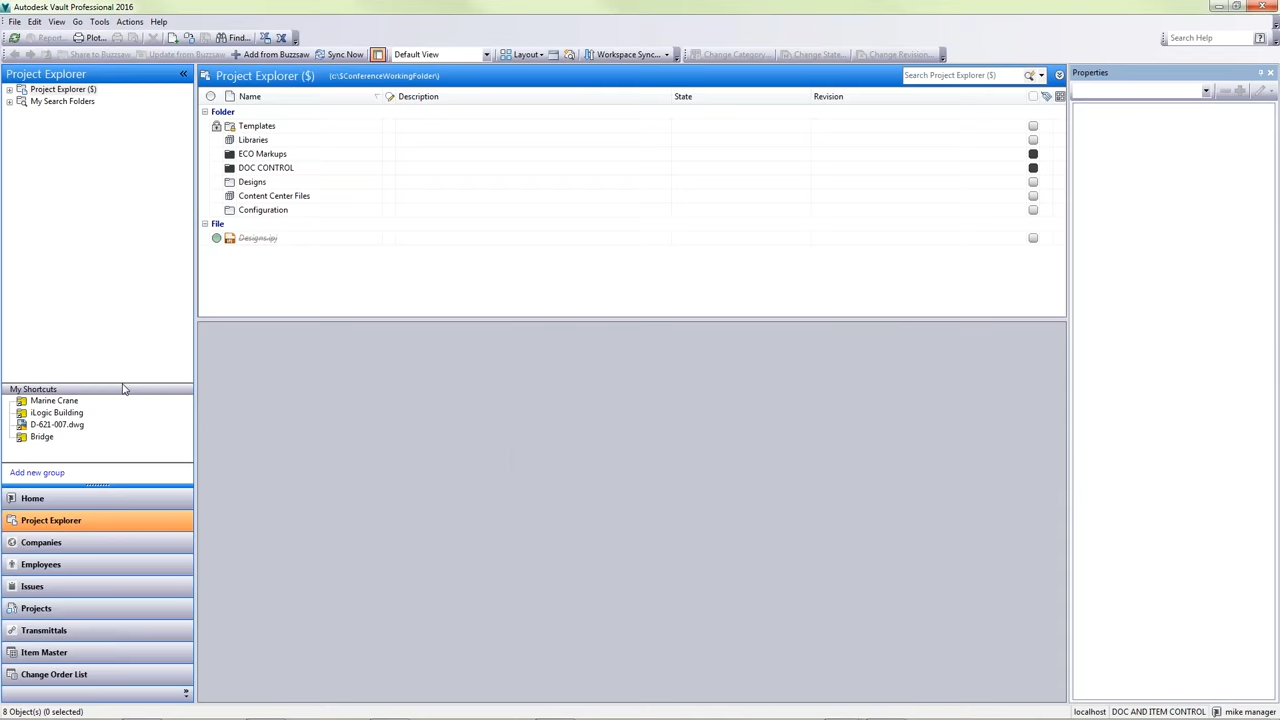 Autodesk Vault Professional 2016
File Edit View Go Tools Actions Help
Report... Plot... Find... Search Help
Share to Buzzsaw Update from Buzzsaw Add from Buzzsaw Sync Now Default View Layout Workspace Sync... Change Category... Change State... Change Revision...
Project Explorer
Project Explorer ($)
My Search Folders
My Shortcuts
Marine Crane
iLogic Building
D-621-007.dwg
Bridge
Add new group
Home
Project Explorer
Companies
Employees
Issues
Projects
Transmittals
Item Master
Change Order List
Project Explorer ($) (c:\$ConferenceWorkingFolder\) Search Project Explorer ($)
Name Description State Revision
Folder
Templates
Libraries
ECO Markups
DOC CONTROL
Designs
Content Center Files
Configuration
File
Designs.ipj
Properties
8 Object(s) (0 selected) localhost DOC AND ITEM CONTROL mike manager